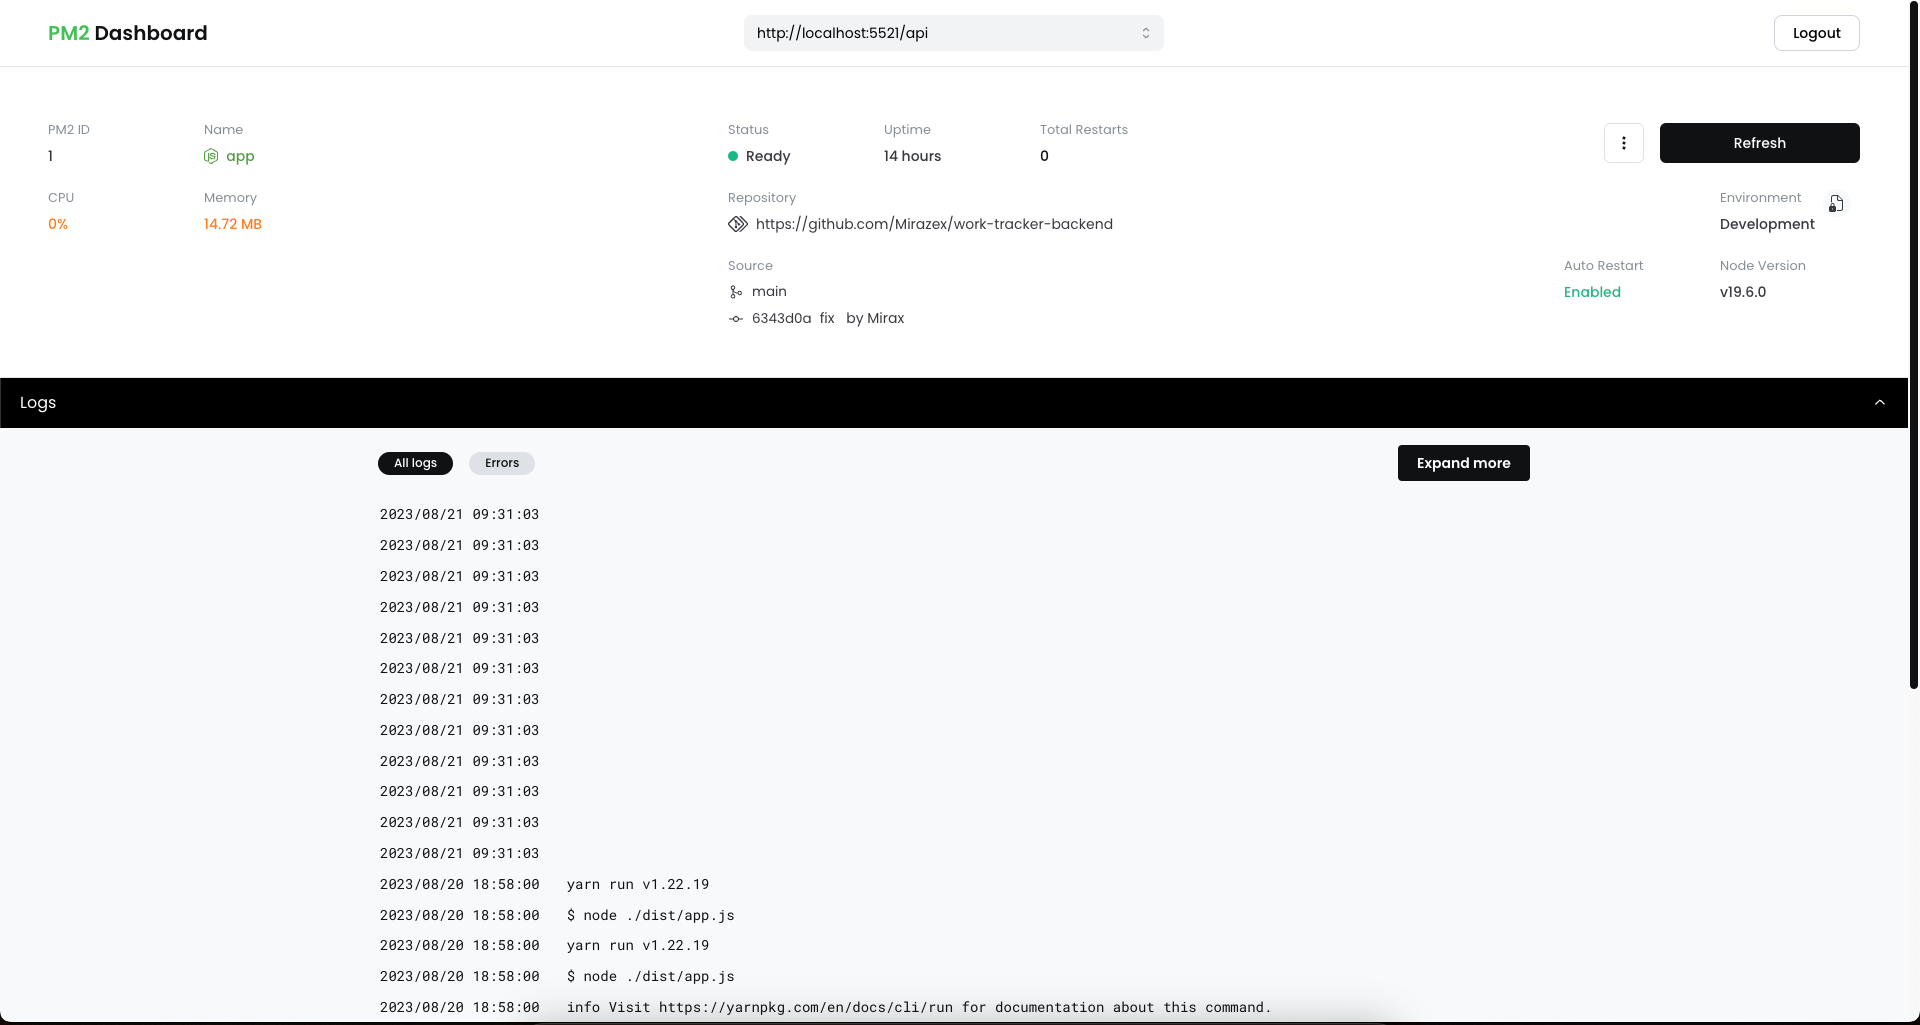 PM2 Dashboard
http://localhost:5521/api
Logout
PM2 ID
1
Name
app
Status
Ready
Uptime
14 hours
Total Restarts
0
Refresh
CPU
0%
Memory
14.72 MB
Repository
https://github.com/Mirazex/work-tracker-backend
Environment
Development
Source
main
6343d0a fix by Mirax
Auto Restart
Enabled
Node Version
v19.6.0
Logs
All logs
Errors
Expand more
2023/08/21 09:31:03
2023/08/21 09:31:03
2023/08/21 09:31:03
2023/08/21 09:31:03
2023/08/21 09:31:03
2023/08/21 09:31:03
2023/08/21 09:31:03
2023/08/21 09:31:03
2023/08/21 09:31:03
2023/08/21 09:31:03
2023/08/21 09:31:03
2023/08/21 09:31:03
2023/08/20 18:58:00 yarn run v1.22.19
2023/08/20 18:58:00 $ node ./dist/app.js
2023/08/20 18:58:00 yarn run v1.22.19
2023/08/20 18:58:00 $ node ./dist/app.js
2023/08/20 18:58:00 info Visit https://yarnpkg.com/en/docs/cli/run for documentation about this command.